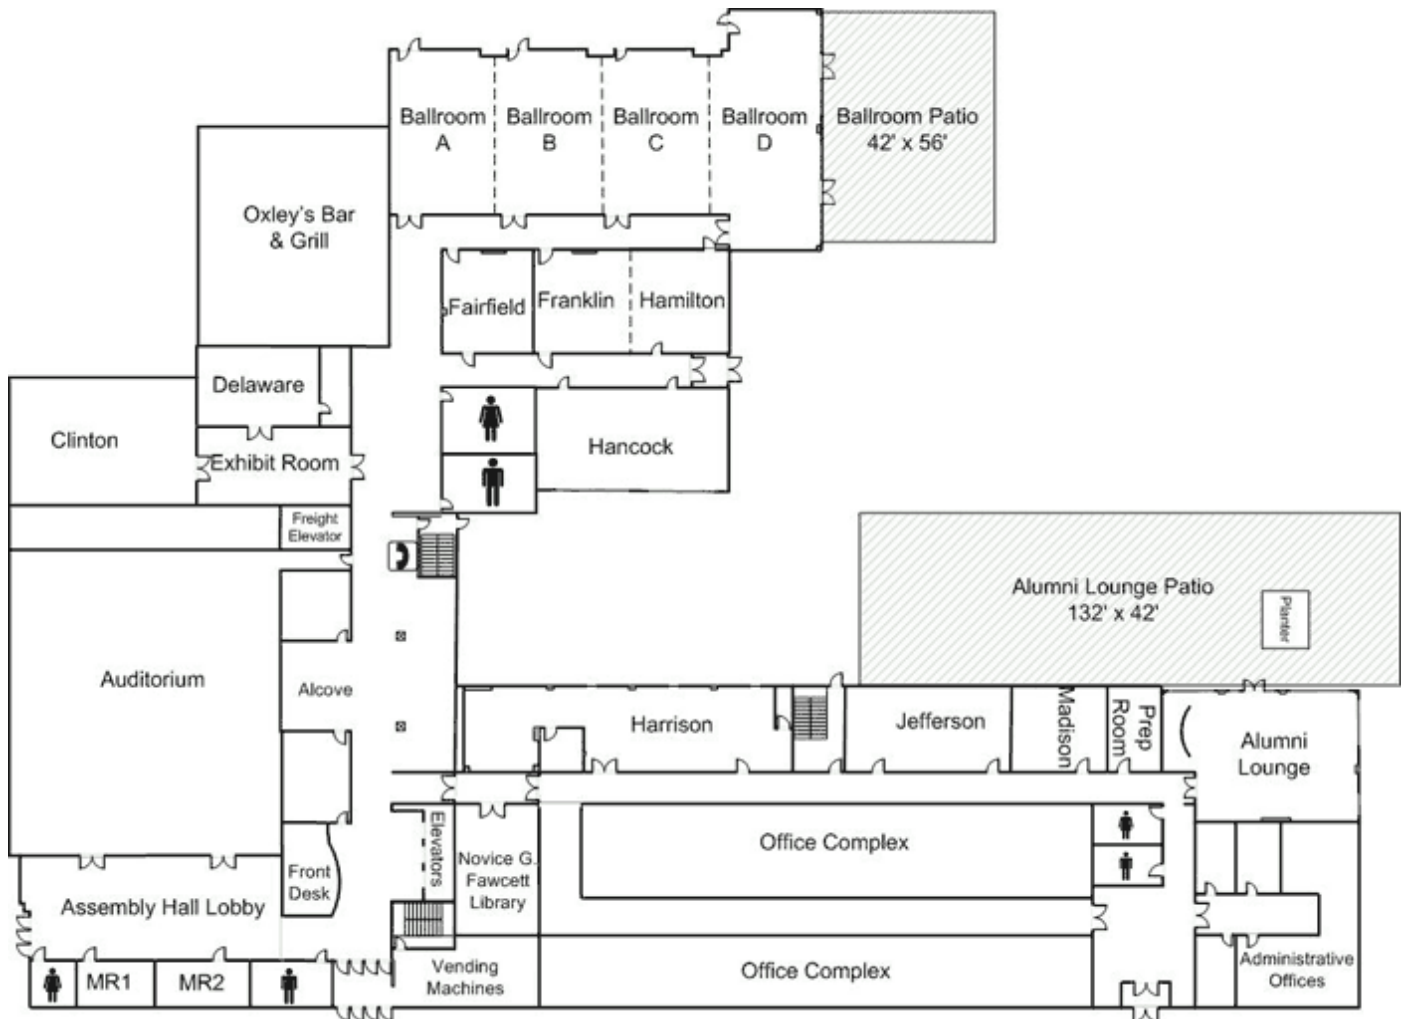 Ballroom
A
Ballroom
B
Ballroom
C
Ballroom
D
Ballroom Patio
42' x 56'
Oxley's Bar
& Grill
Fairfield
Franklin
Hamilton
Delaware
Clinton
Exhibit Room
Hancock
Freight
Elevator
Alumni Lounge Patio
132' x 42'
Planter
Auditorium
Alcove
Harrison
Jefferson
Madison
Prep
Room
Alumni
Lounge
Elevators
Novice G.
Fawcett
Library
Office Complex
Front
Desk
Assembly Hall Lobby
MR1
MR2
Vending
Machines
Office Complex
Administrative
Offices